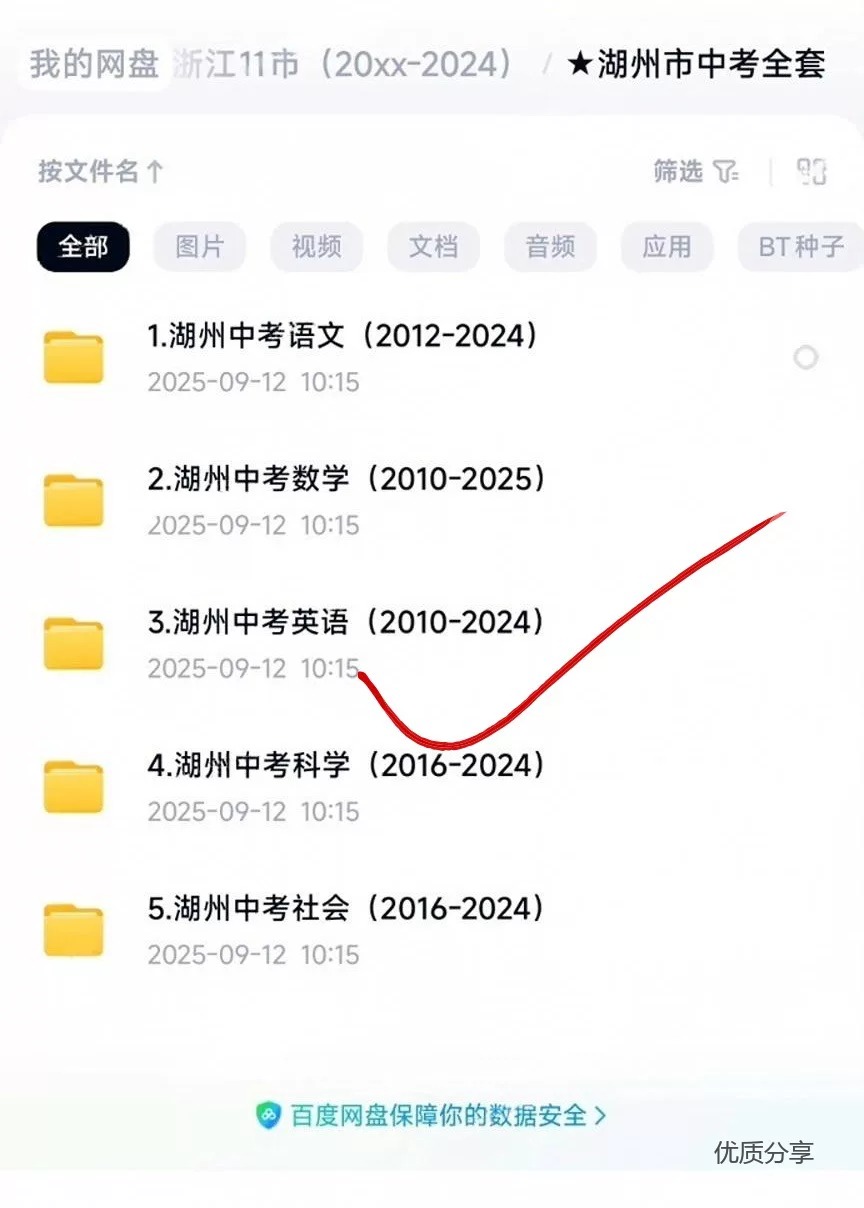 我的网盘 浙江11市（20xx-2024） / ★湖州市中考全套
按文件名↑ 筛选
全部 图片 视频 文档 音频 应用 BT种子
1.湖州中考语文（2012-2024）
2025-09-12 10:15
2.湖州中考数学（2010-2025）
2025-09-12 10:15
3.湖州中考英语（2010-2024）
2025-09-12 10:15
4.湖州中考科学（2016-2024）
2025-09-12 10:15
5.湖州中考社会（2016-2024）
2025-09-12 10:15
百度网盘保障你的数据安全 >
优质分享